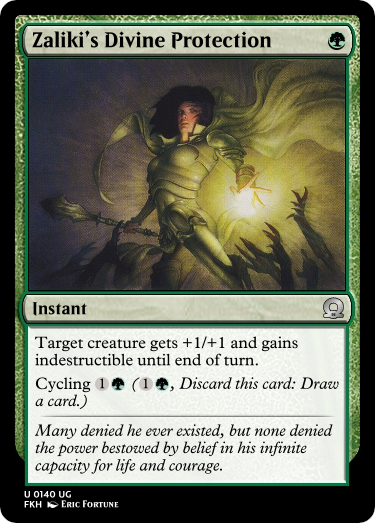 Zaliki's Divine Protection
Instant
Target creature gets +1/+1 and gains
indestructible until end of turn.
Cycling 1 (1, Discard this card: Draw
a card.)
Many denied he ever existed, but none denied
the power bestowed by belief in his infinite
capacity for life and courage.
U 0140 UG
FKH Eric Fortune